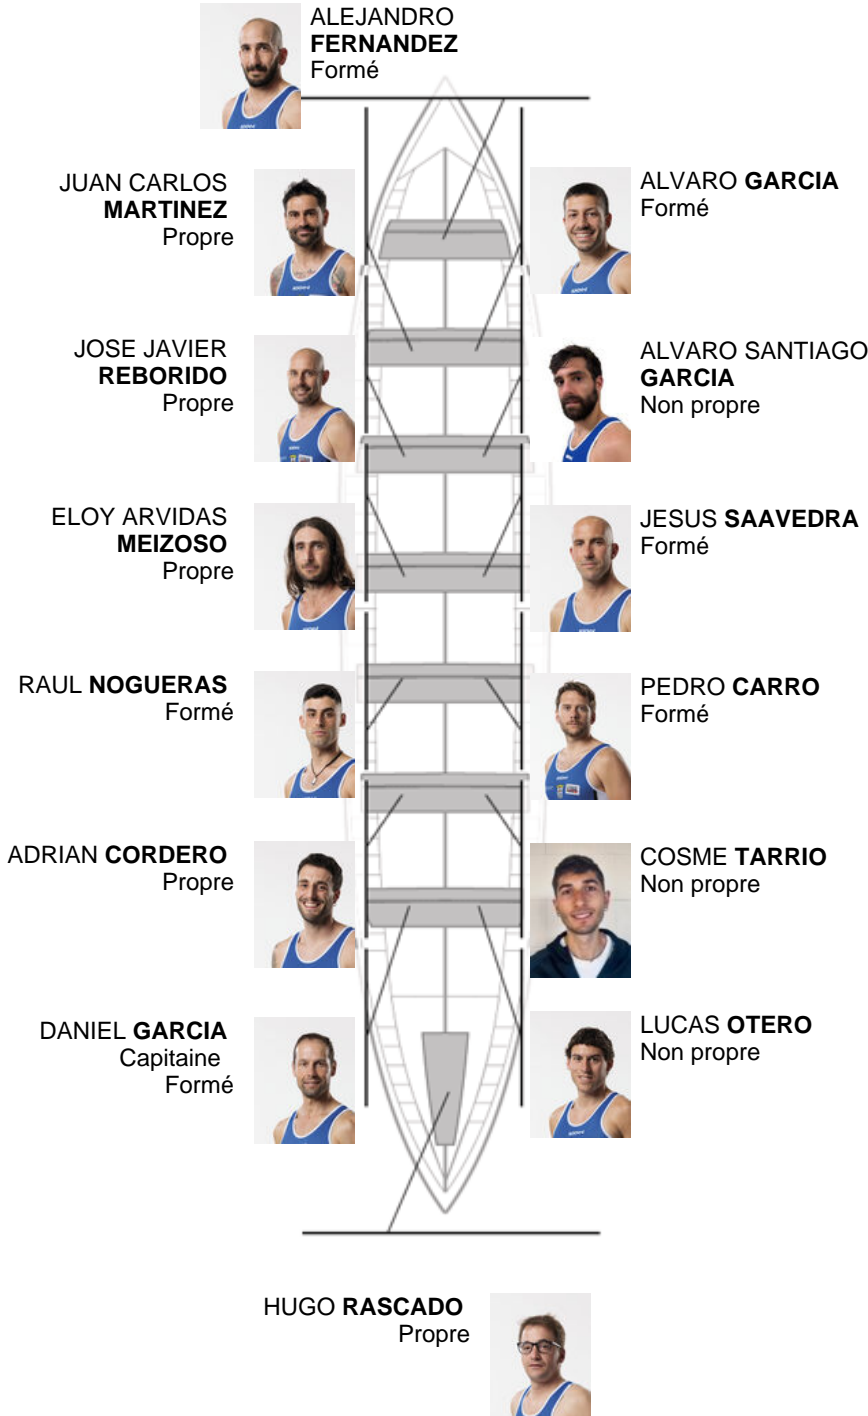 ALEJANDRO
FERNANDEZ
Formé
JUAN CARLOS
MARTINEZ
Propre
ALVARO GARCIA
Formé
JOSE JAVIER
REBORIDO
Propre
ALVARO SANTIAGO
GARCIA
Non propre
ELOY ARVIDAS
MEIZOSO
Propre
JESUS SAAVEDRA
Formé
RAUL NOGUERAS
Formé
PEDRO CARRO
Formé
ADRIAN CORDERO
Propre
COSME TARRIO
Non propre
DANIEL GARCIA
Capitaine
Formé
LUCAS OTERO
Non propre
HUGO RASCADO
Propre